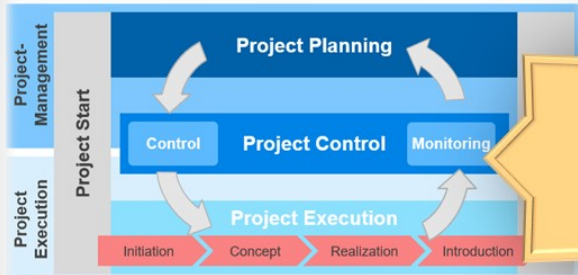 Project-
Management
Project
Execution
Project Start
Project Planning
Control
Project Control
Monitoring
Project Execution
Initiation
Concept
Realization
Introduction